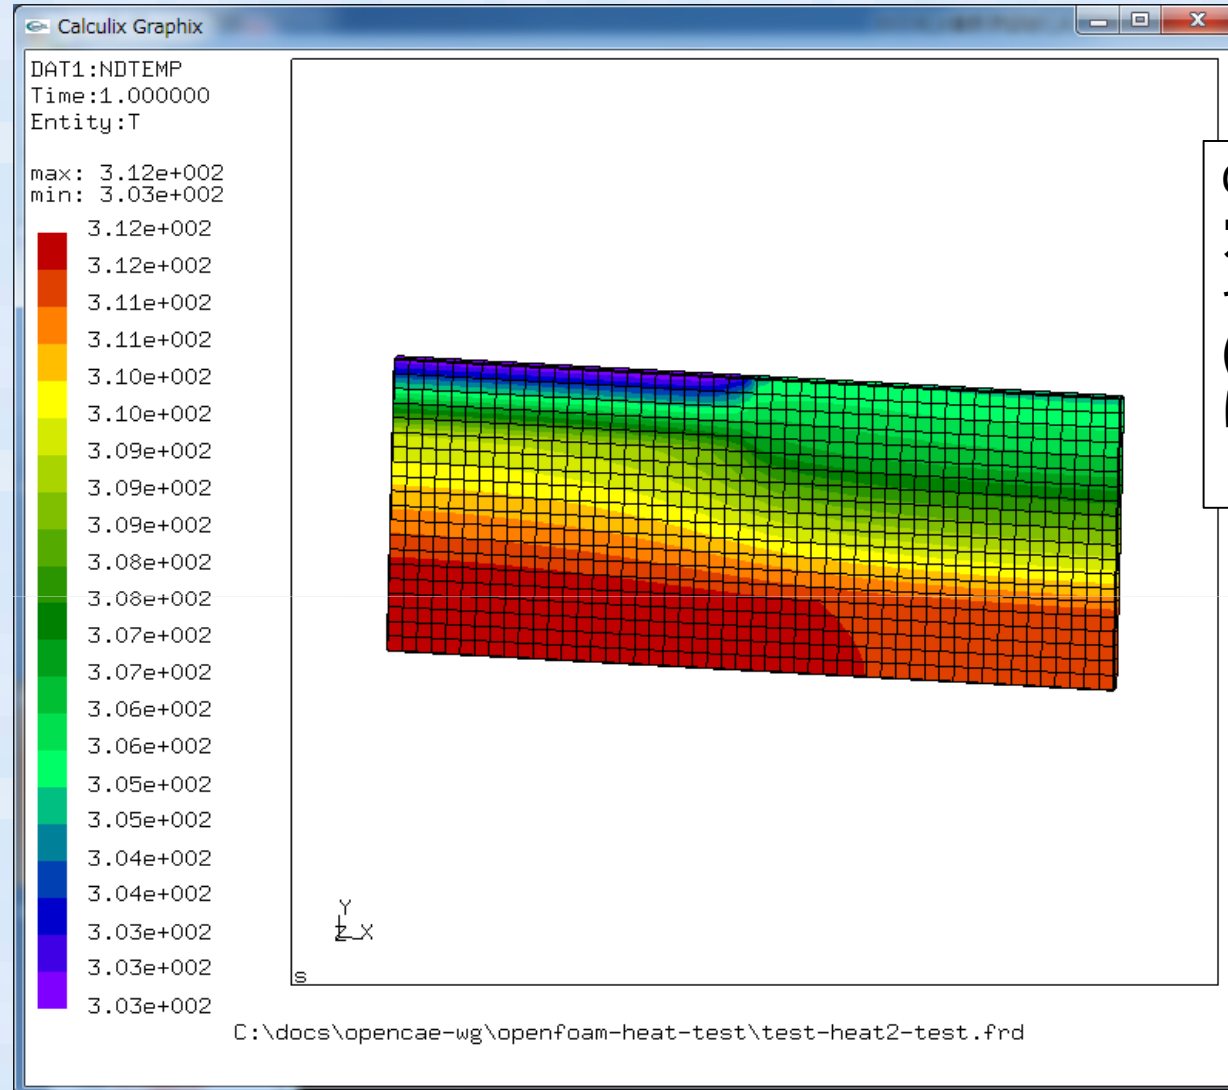 Calculix Graphix
DAT1:NDTEMP
Time:1.000000
Entity:T
max: 3.12e+002
min: 3.03e+002
3.12e+002
3.12e+002
3.11e+002
3.11e+002
3.10e+002
3.10e+002
3.09e+002
3.09e+002
3.09e+002
3.08e+002
3.08e+002
3.07e+002
3.07e+002
3.06e+002
3.06e+002
3.05e+002
3.05e+002
3.04e+002
3.04e+002
3.03e+002
3.03e+002
3.03e+002
Y
Z X
s
C:\docs\opencae-wg\openfoam-heat-test\test-heat2-test.frd